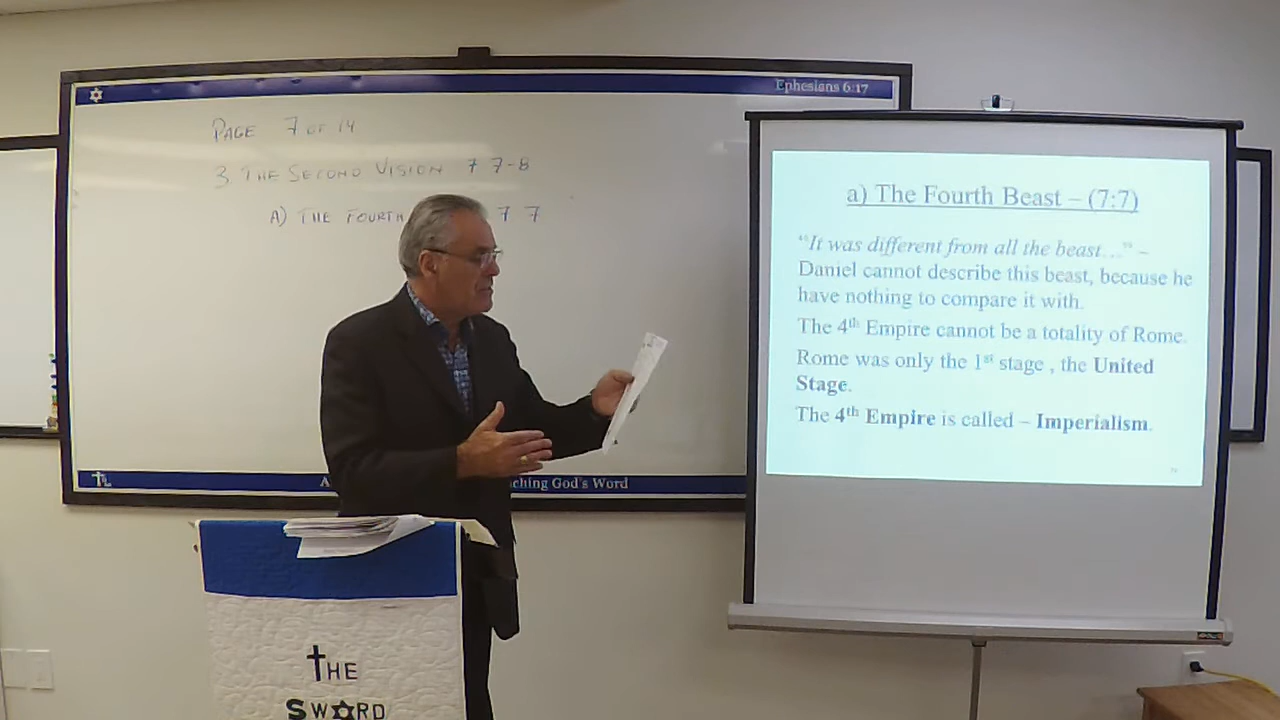 Ephesians 6:17
PAGE 7 OF 14
3. THE SECOND VISION 7 7-8
A) THE FOURTH 7 7
a) The Fourth Beast – (7:7)
“It was different from all the beast…” –
Daniel cannot describe this beast, because he
have nothing to compare it with.
The 4th Empire cannot be a totality of Rome.
Rome was only the 1st stage , the United
Stage.
The 4th Empire is called – Imperialism.
ching God's Word
THE
SWORD